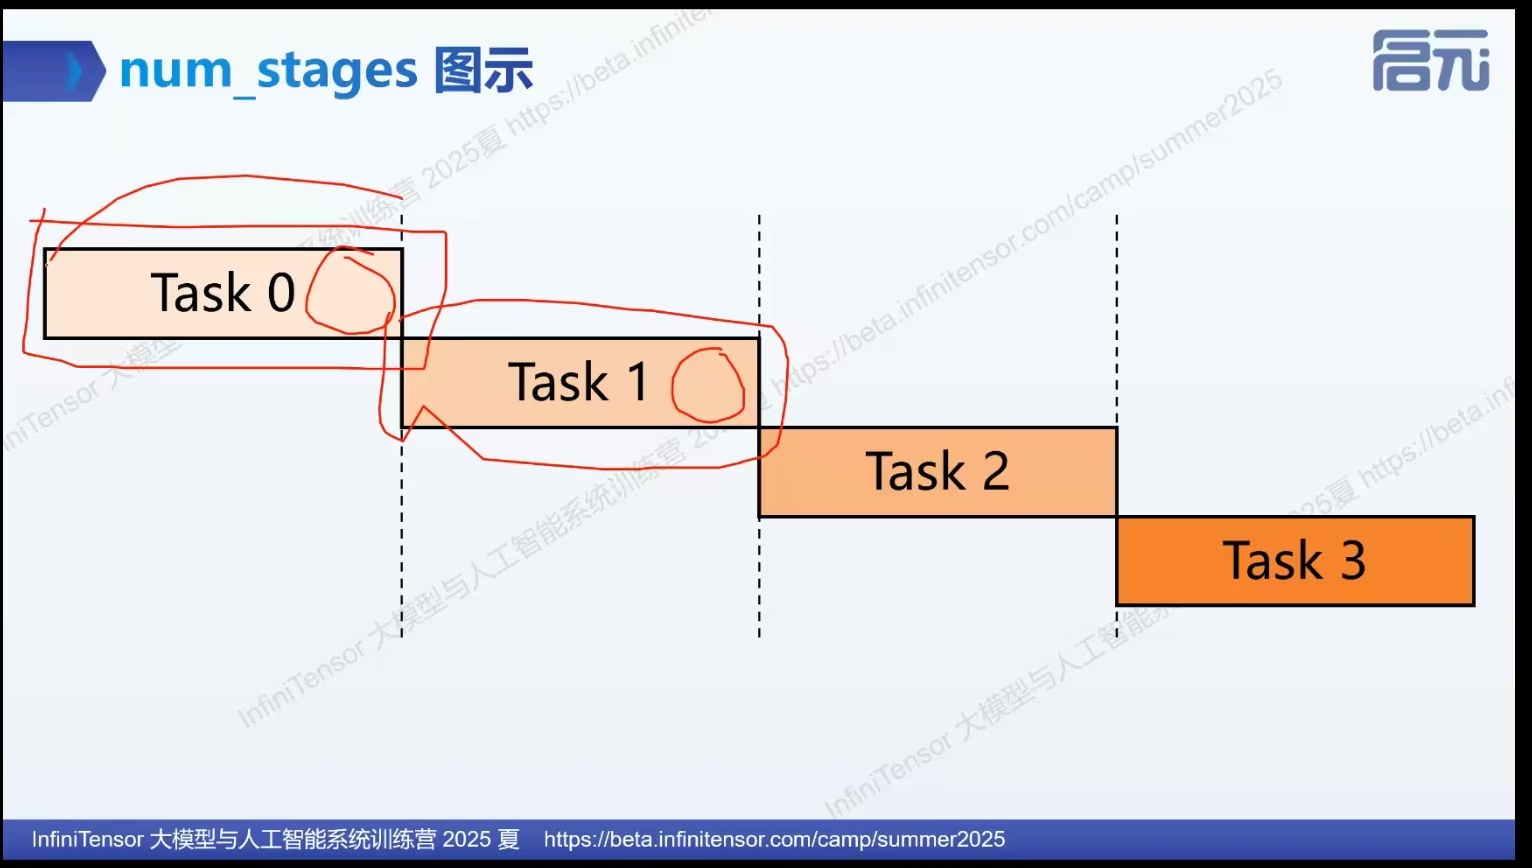 num_stages 图示
启元
Task 0
Task 1
Task 2
Task 3
InfiniTensor 大模型与人工智能系统训练营 2025夏 https://beta.infinitensor.com/camp/summer2025
InfiniTensor 大模型与人工智能系统训练营 2025 夏 https://beta.infinitensor.com/camp/summer2025